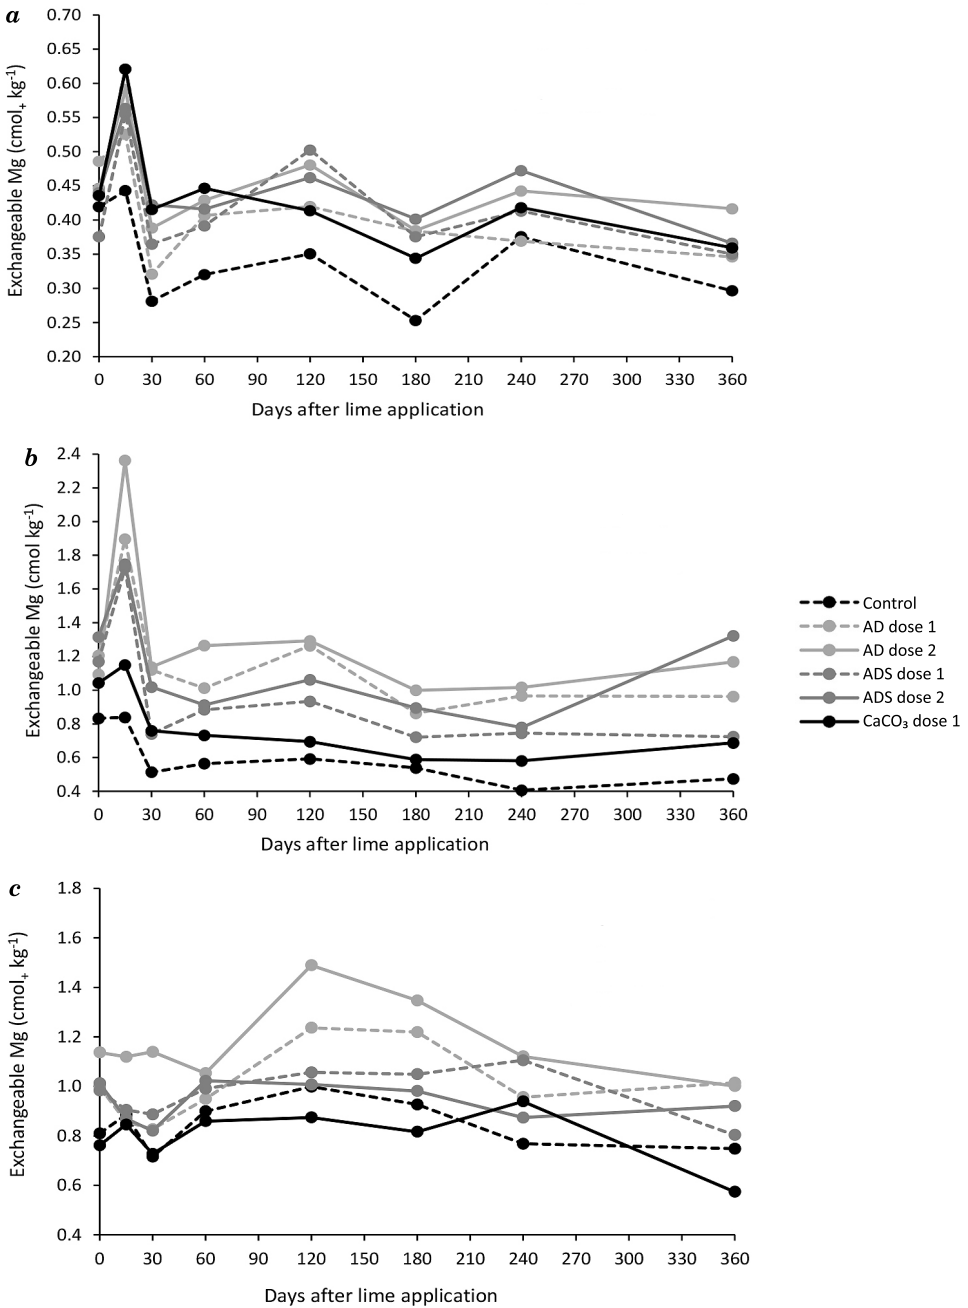 a
Exchangeable Mg (cmol₊ kg⁻¹)
0.70
0.65
0.60
0.55
0.50
0.45
0.40
0.35
0.30
0.25
0.20
0 30 60 90 120 150 180 210 240 270 300 330 360
Days after lime application
b
Exchangeable Mg (cmol kg⁻¹)
2.4
2.2
2.0
1.8
1.6
1.4
1.2
1.0
0.8
0.6
0.4
0 30 60 90 120 150 180 210 240 270 300 330 360
Days after lime application
Control
AD dose 1
AD dose 2
ADS dose 1
ADS dose 2
CaCO₃ dose 1
c
Exchangeable Mg (cmol₊ kg⁻¹)
1.8
1.6
1.4
1.2
1.0
0.8
0.6
0.4
0 30 60 90 120 150 180 210 240 270 300 330 360
Days after lime application